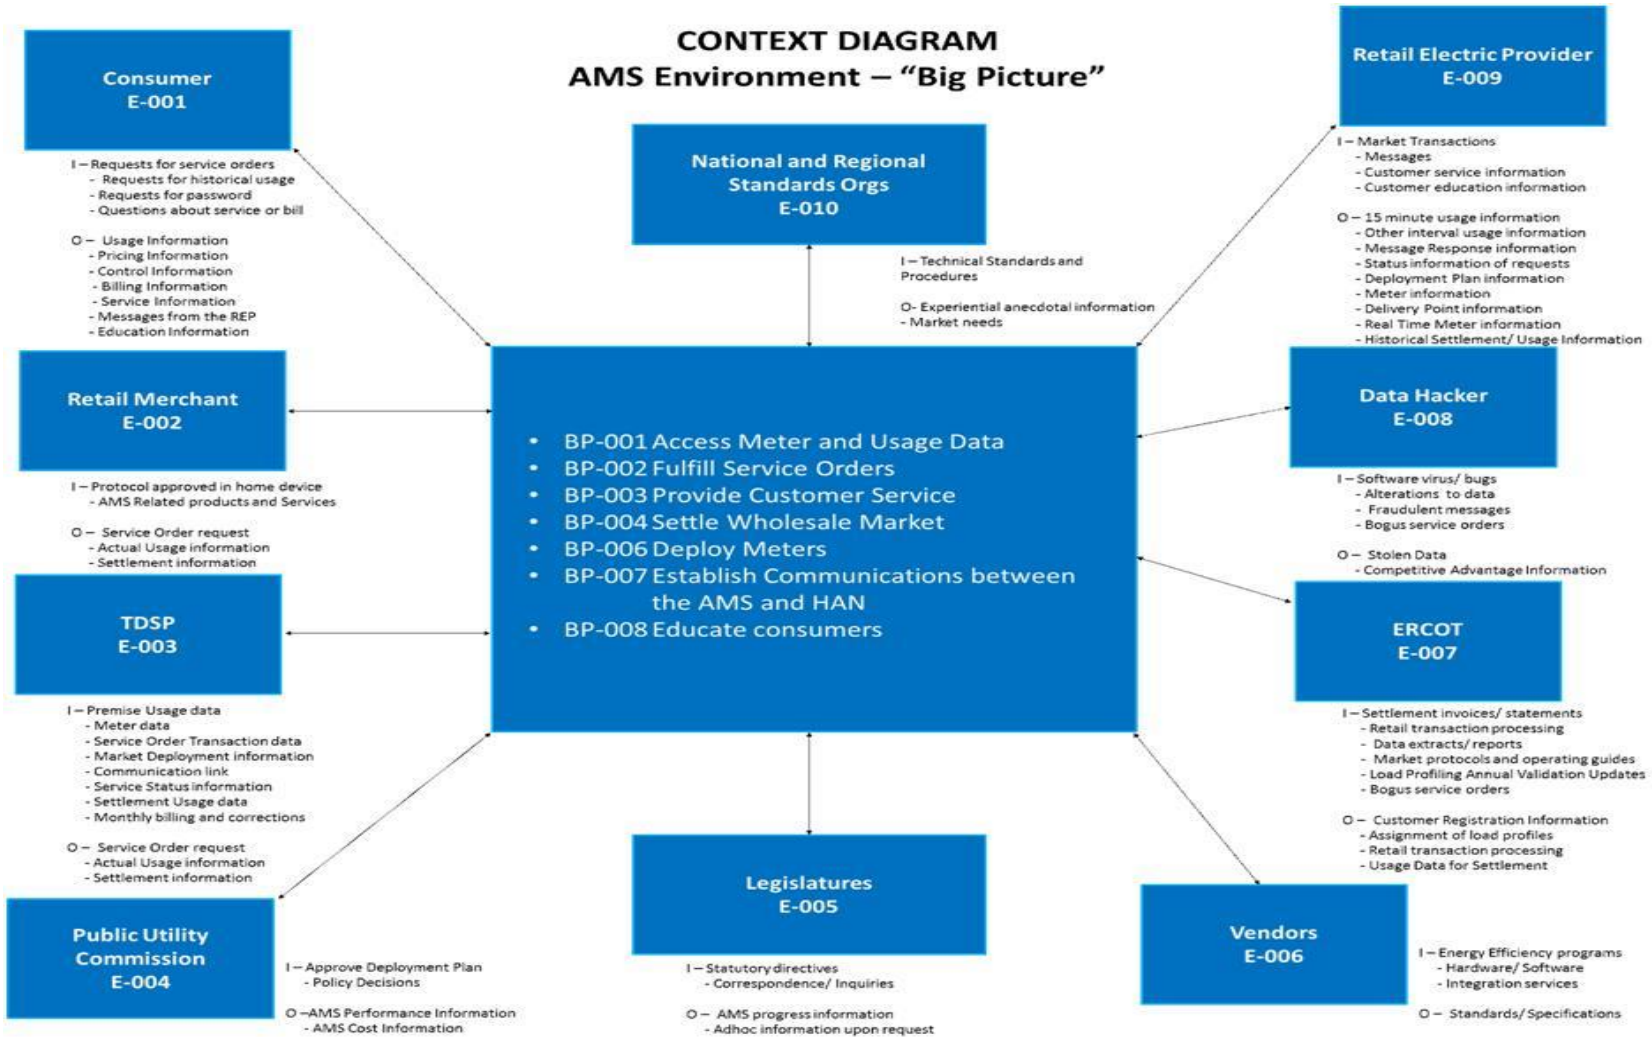 CONTEXT DIAGRAM
AMS Environment – “Big Picture”
Consumer
E-001
I – Requests for service orders
- Requests for historical usage
- Requests for password
- Questions about service or bill
O – Usage Information
- Pricing Information
- Control Information
- Billing Information
- Service Information
- Messages from the REP
- Education Information
Retail Merchant
E-002
I – Protocol approved in home device
- AMS Related products and Services
O – Service Order request
- Actual Usage information
- Settlement information
TDSP
E-003
I – Premise Usage data
- Meter data
- Service Order Transaction data
- Market Deployment information
- Communication link
- Service Status information
- Settlement Usage data
- Monthly billing and corrections
O – Service Order request
- Actual Usage information
- Settlement information
Public Utility
Commission
E-004
I – Approve Deployment Plan
- Policy Decisions
O –AMS Performance Information
- AMS Cost Information
National and Regional
Standards Orgs
E-010
I – Technical Standards and
Procedures
O- Experiential anecdotal information
- Market needs
• BP-001 Access Meter and Usage Data
• BP-002 Fulfill Service Orders
• BP-003 Provide Customer Service
• BP-004 Settle Wholesale Market
• BP-006 Deploy Meters
• BP-007 Establish Communications between
the AMS and HAN
• BP-008 Educate consumers
Legislatures
E-005
I – Statutory directives
- Correspondence/ Inquiries
O – AMS progress information
- Adhoc information upon request
Retail Electric Provider
E-009
I – Market Transactions
- Messages
- Customer service information
- Customer education information
O – 15 minute usage information
- Other interval usage information
- Message Response information
- Status information of requests
- Deployment Plan information
- Meter information
- Delivery Point information
- Real Time Meter information
- Historical Settlement/ Usage Information
Data Hacker
E-008
I – Software virus/ bugs
- Alterations to data
- Fraudulent messages
- Bogus service orders
O – Stolen Data
- Competitive Advantage Information
ERCOT
E-007
I – Settlement invoices/ statements
- Retail transaction processing
- Data extracts/ reports
- Market protocols and operating guides
- Load Profiling Annual Validation Updates
- Bogus service orders
O – Customer Registration Information
- Assignment of load profiles
- Retail transaction processing
- Usage Data for Settlement
Vendors
E-006
I – Energy Efficiency programs
- Hardware/ Software
- Integration services
O – Standards/ Specifications